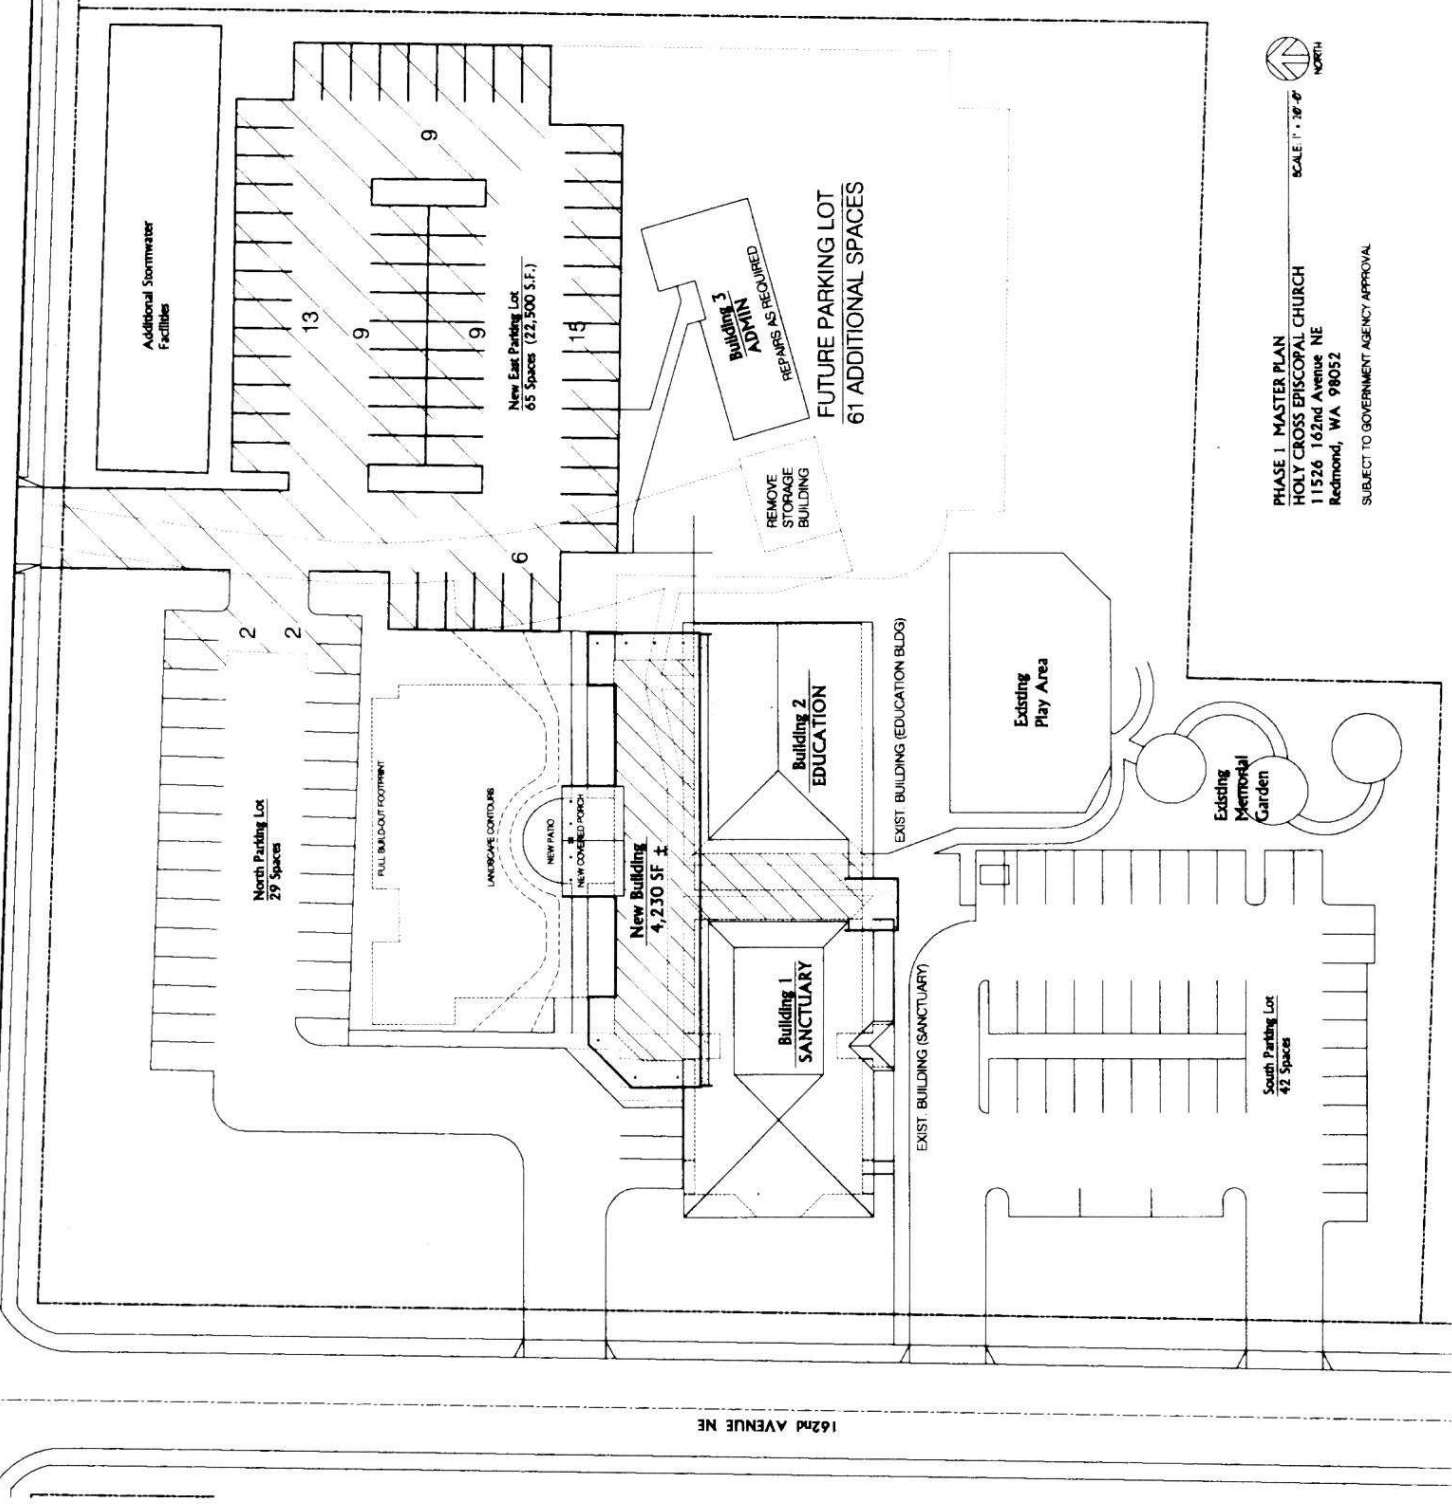 Additional Stormwater
Facilities
13
9
9
9
15
6
2
2
New East Parking Lot
65 Spaces (22,500 S.F.)
Building 3
ADMIN
REPAIRS AS REQUIRED
FUTURE PARKING LOT
61 ADDITIONAL SPACES
REMOVE
STORAGE
BUILDING
North Parking Lot
29 Spaces
FULL BUILD-OUT FOOTPRINT
LANDSCAPE CONTOURS
NEW PATIO
NEW COVERED PORCH
New Building
4,230 SF ±
Building 2
EDUCATION
EXIST. BUILDING (EDUCATION BLDG)
Building 1
SANCTUARY
EXIST. BUILDING (SANCTUARY)
Existing
Play Area
Existing
Memorial
Garden
South Parking Lot
42 Spaces
162nd AVENUE NE
NORTH
SCALE: 1" = 20'-0"
PHASE 1 MASTER PLAN
HOLY CROSS EPISCOPAL CHURCH
11526 162nd Avenue NE
Redmond, WA 98052
SUBJECT TO GOVERNMENT AGENCY APPROVAL